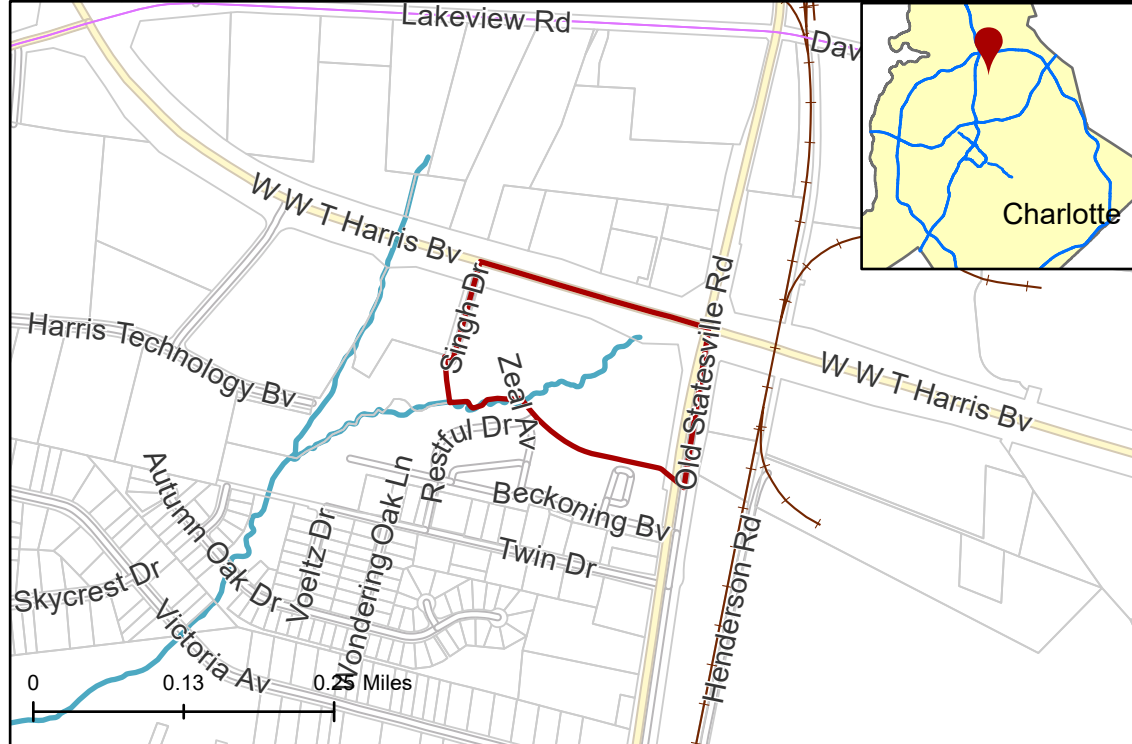 Lakeview Rd
Dav
Charlotte
W W T Harris Bv
Singh Dr
Old Statesville Rd
Harris Technology Bv
Zeal Av
W W T Harris Bv
Restful Dr
Beckoning Bv
Autumn Oak Dr
Voeltz Dr
Wondering Oak Ln
Twin Dr
Henderson Rd
Skycrest Dr
Victoria Av
0 0.13 0.25 Miles